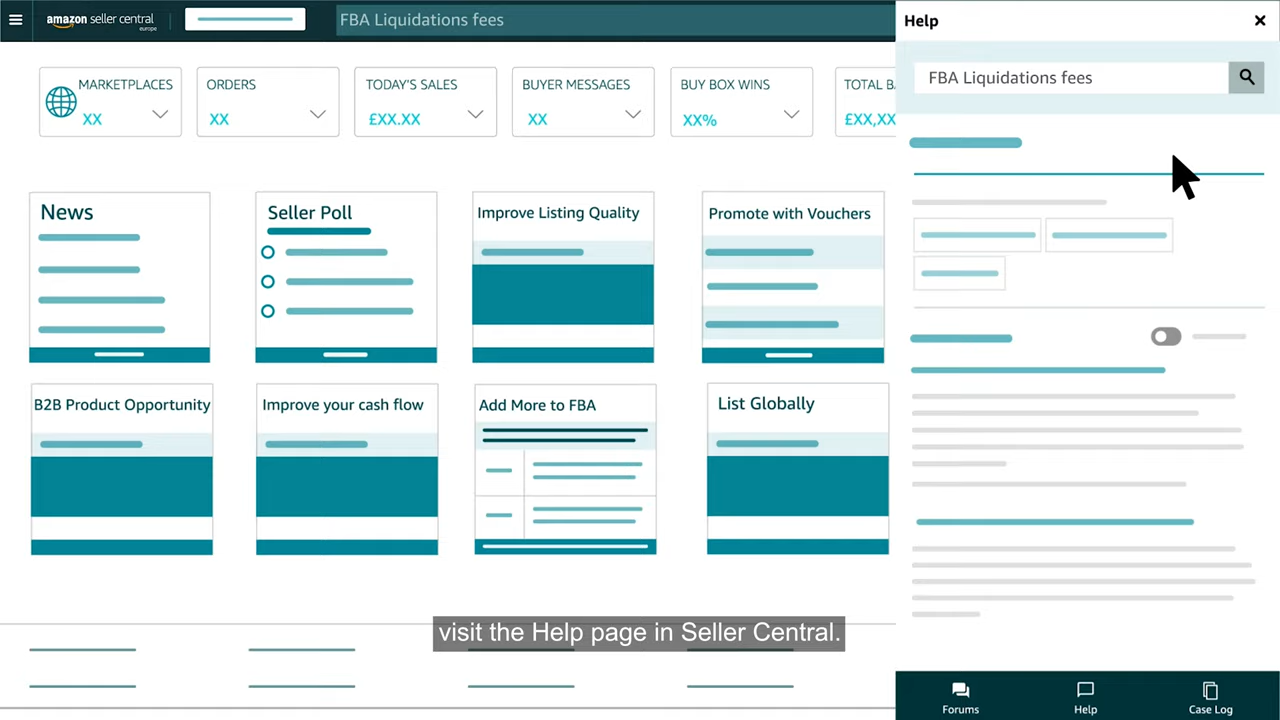 amazon seller central
europe
FBA Liquidations fees
Help
FBA Liquidations fees
MARKETPLACES
XX
ORDERS
XX
TODAY'S SALES
£XX.XX
BUYER MESSAGES
XX
BUY BOX WINS
XX%
TOTAL BA
£XX,XX
News
Seller Poll
Improve Listing Quality
Promote with Vouchers
B2B Product Opportunity
Improve your cash flow
Add More to FBA
List Globally
visit the Help page in Seller Central.
Forums
Help
Case Log